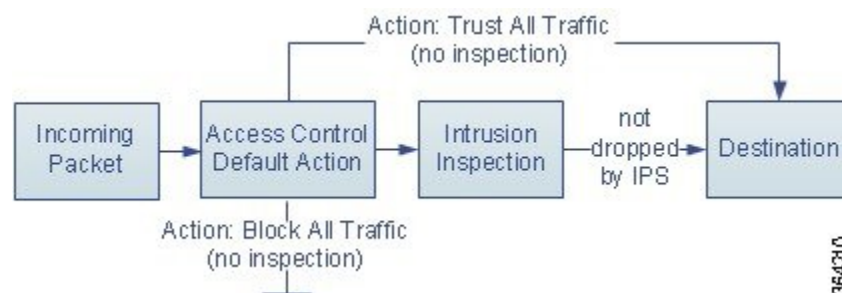 Action: Trust All Traffic
(no inspection)
Incoming
Packet
Access Control
Default Action
Intrusion
Inspection
not
dropped
by IPS
Destination
Action: Block All Traffic
(no inspection)